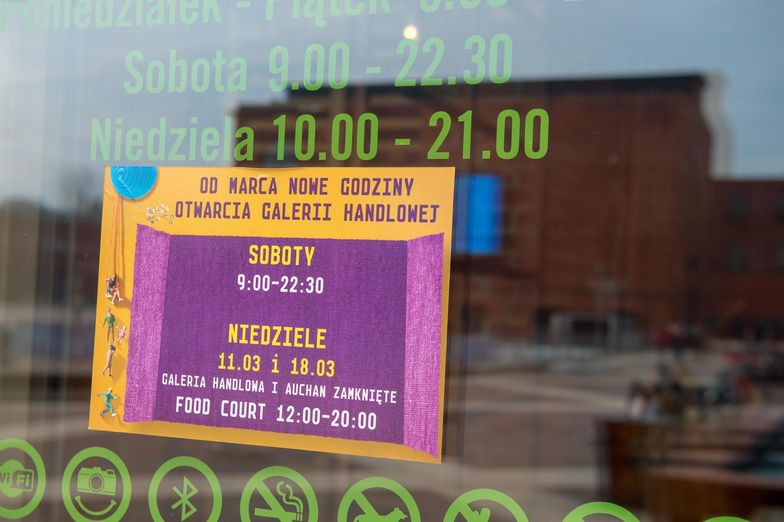 Poniedziałek - Piątek
Sobota 9.00 - 22.30
Niedziela 10.00 - 21.00
OD MARCA NOWE GODZINY
OTWARCIA GALERII HANDLOWEJ
SOBOTY
9:00-22:30
NIEDZIELE
11.03 i 18.03
GALERIA HANDLOWA I AUCHAN ZAMKNIĘTE
FOOD COURT 12:00-20:00
Wi Fi